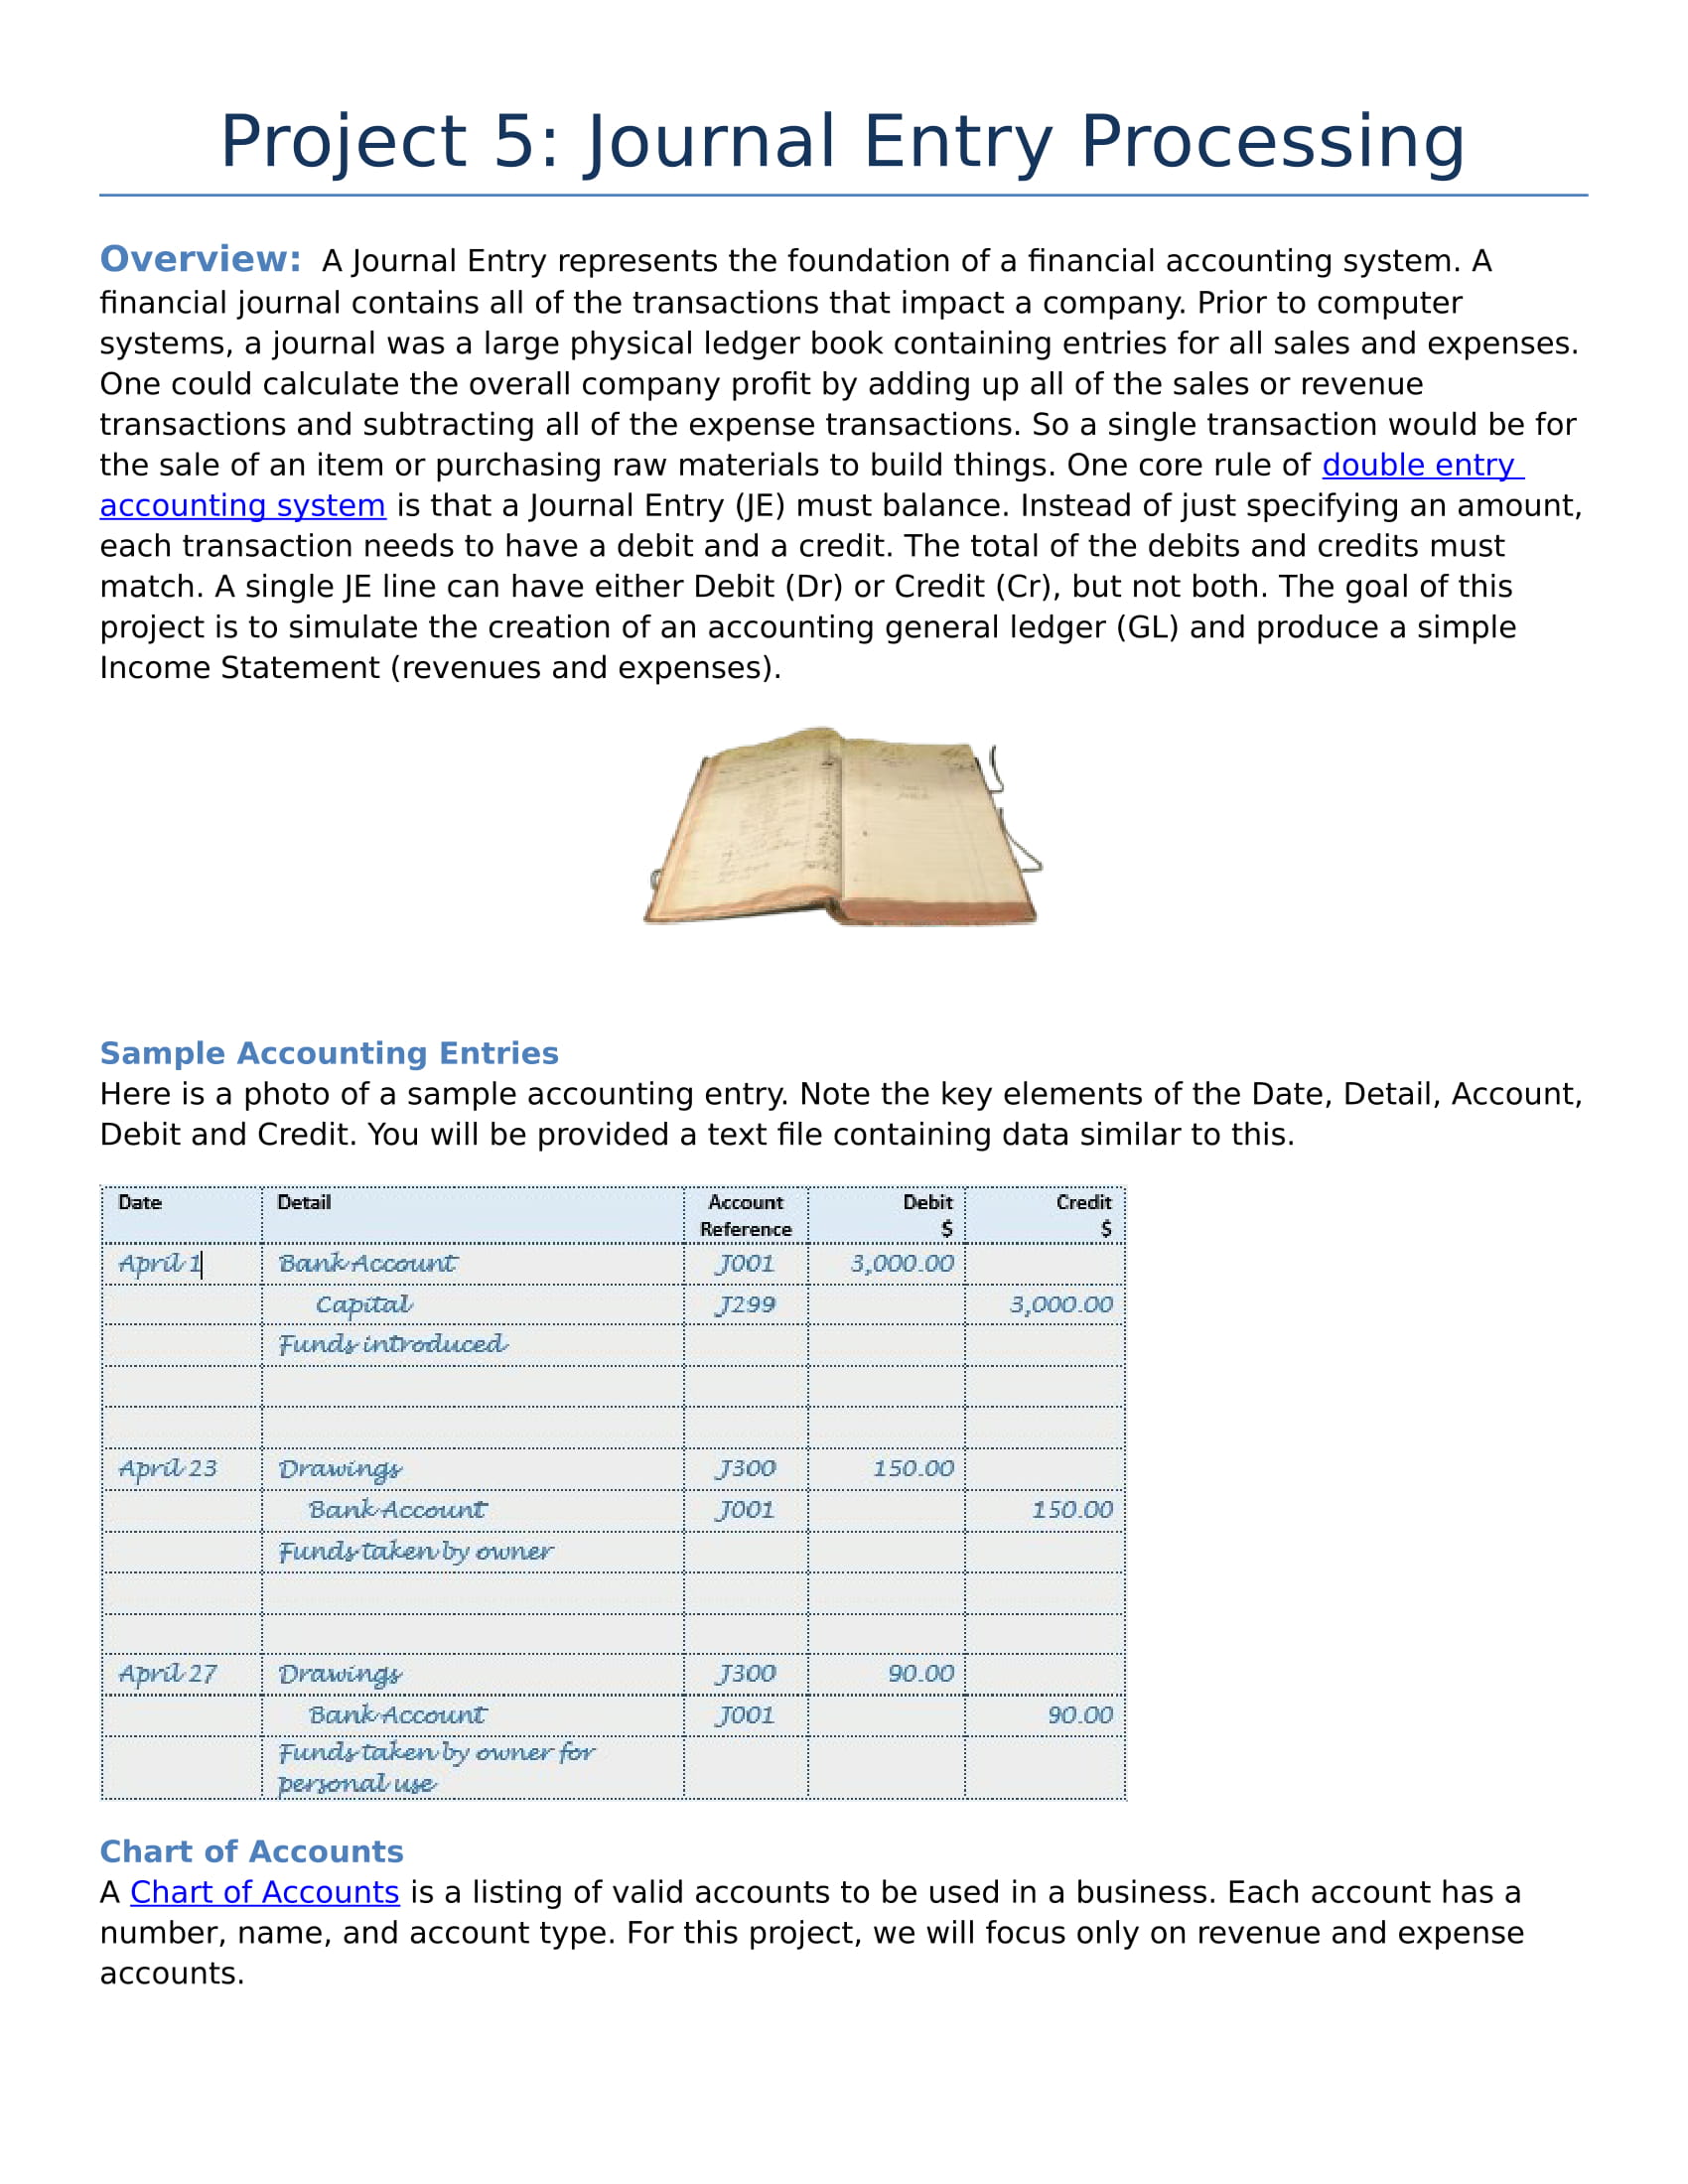 Project 5: Journal Entry Processing
Overview: A Journal Entry represents the foundation of a financial accounting system. A
financial journal contains all of the transactions that impact a company. Prior to computer
systems, a journal was a large physical ledger book containing entries for all sales and expenses.
One could calculate the overall company profit by adding up all of the sales or revenue
transactions and subtracting all of the expense transactions. So a single transaction would be for
the sale of an item or purchasing raw materials to build things. One core rule of double entry
accounting system is that a Journal Entry (JE) must balance. Instead of just specifying an amount,
each transaction needs to have a debit and a credit. The total of the debits and credits must
match. A single JE line can have either Debit (Dr) or Credit (Cr), but not both. The goal of this
project is to simulate the creation of an accounting general ledger (GL) and produce a simple
Income Statement (revenues and expenses).
Sample Accounting Entries
Here is a photo of a sample accounting entry. Note the key elements of the Date, Detail, Account,
Debit and Credit. You will be provided a text file containing data similar to this.
Date Detail Account Reference Debit $ Credit $
April 1 Bank Account J001 3,000.00
Capital J299 3,000.00
Funds introduced
April 23 Drawings J300 150.00
Bank Account J001 150.00
Funds taken by owner
April 27 Drawings J300 90.00
Bank Account J001 90.00
Funds taken by owner for
personal use
Chart of Accounts
A Chart of Accounts is a listing of valid accounts to be used in a business. Each account has a
number, name, and account type. For this project, we will focus only on revenue and expense
accounts.